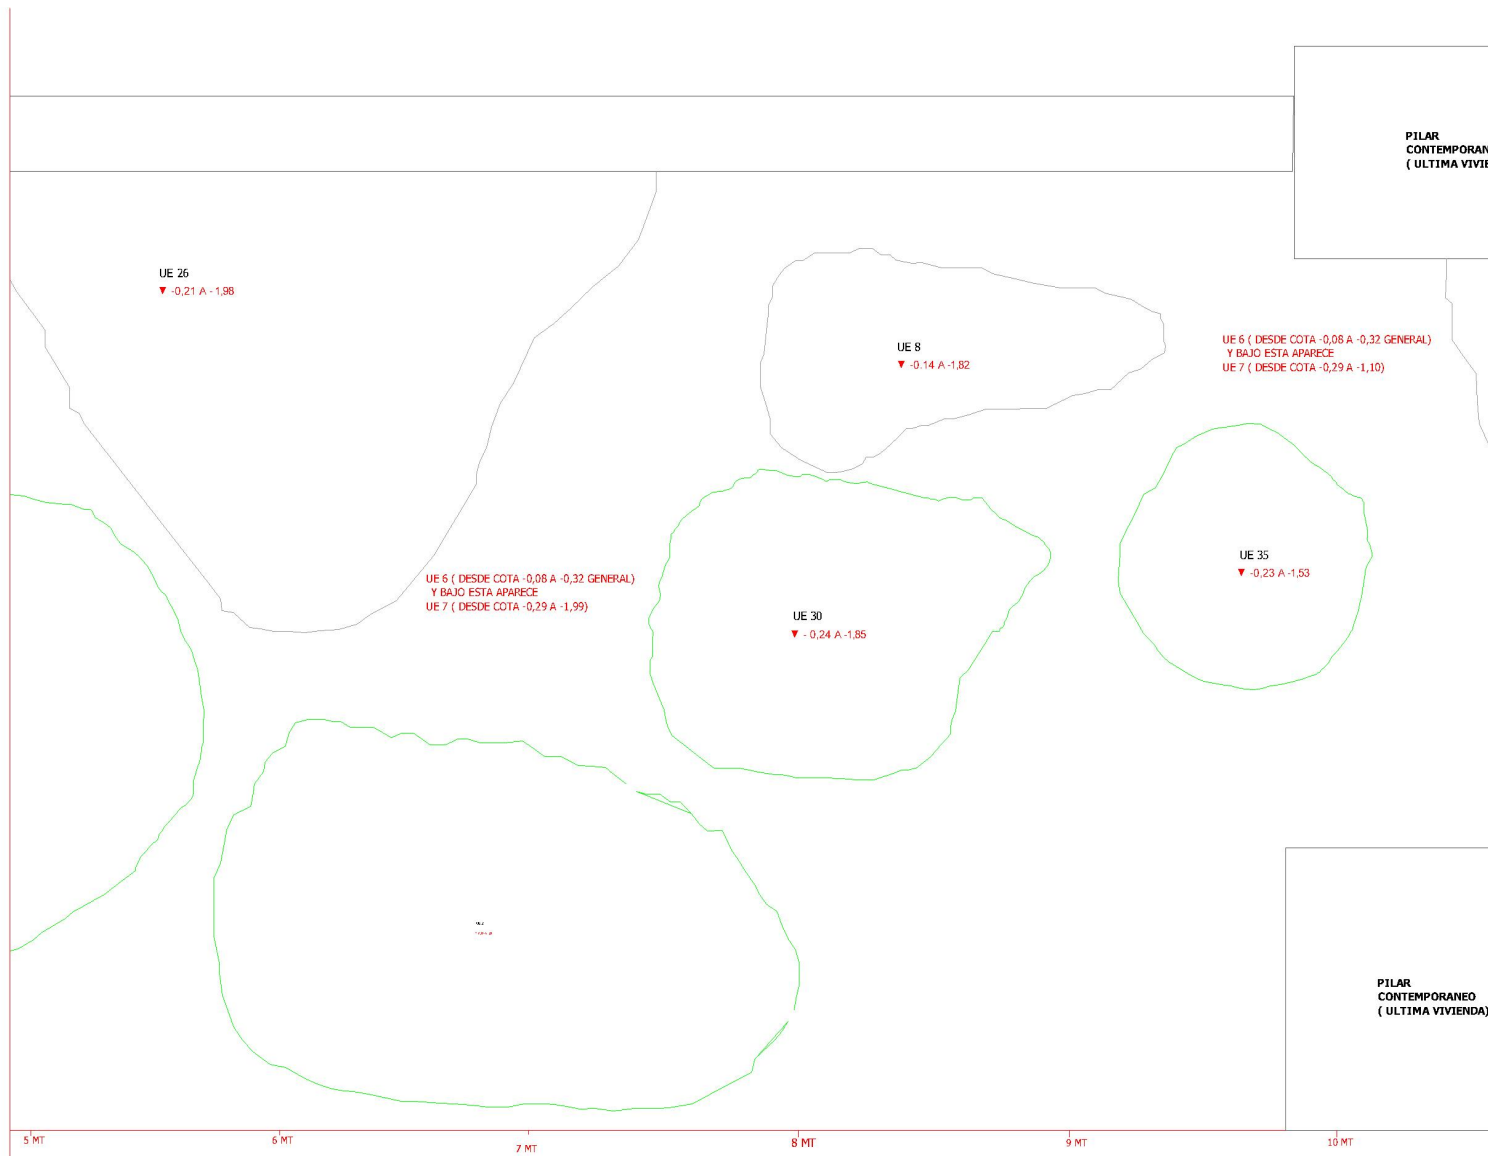 PILAR
CONTEMPORAN
( ULTIMA VIVIE
UE 26
-0,21 A -1,98
UE 8
-0.14 A -1,82
UE 6 ( DESDE COTA -0,08 A -0,32 GENERAL)
Y BAJO ESTA APARECE
UE 7 ( DESDE COTA -0,29 A -1,10)
UE 35
-0,23 A -1,53
UE 6 ( DESDE COTA -0,08 A -0,32 GENERAL)
Y BAJO ESTA APARECE
UE 7 ( DESDE COTA -0,29 A -1,99)
UE 30
- 0,24 A -1,85
PILAR
CONTEMPORANEO
( ULTIMA VIVIENDA)
5 MT
6 MT
7 MT
8 MT
9 MT
10 MT